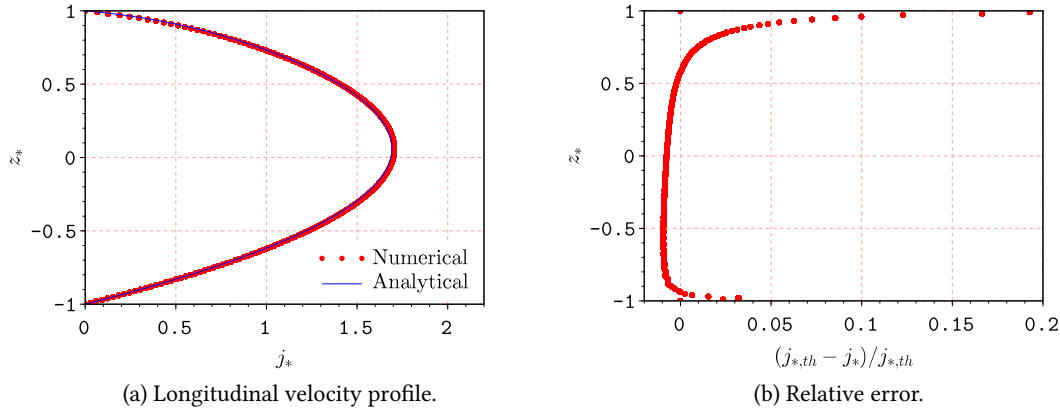 1
0.5
0
−0.5
−1
z*
0
0.5
1
1.5
2
j*
Numerical
Analytical
(a) Longitudinal velocity profile.
1
0.5
0
−0.5
−1
z*
0
0.05
0.1
0.15
0.2
(j*,th − j*)/j*,th
(b) Relative error.